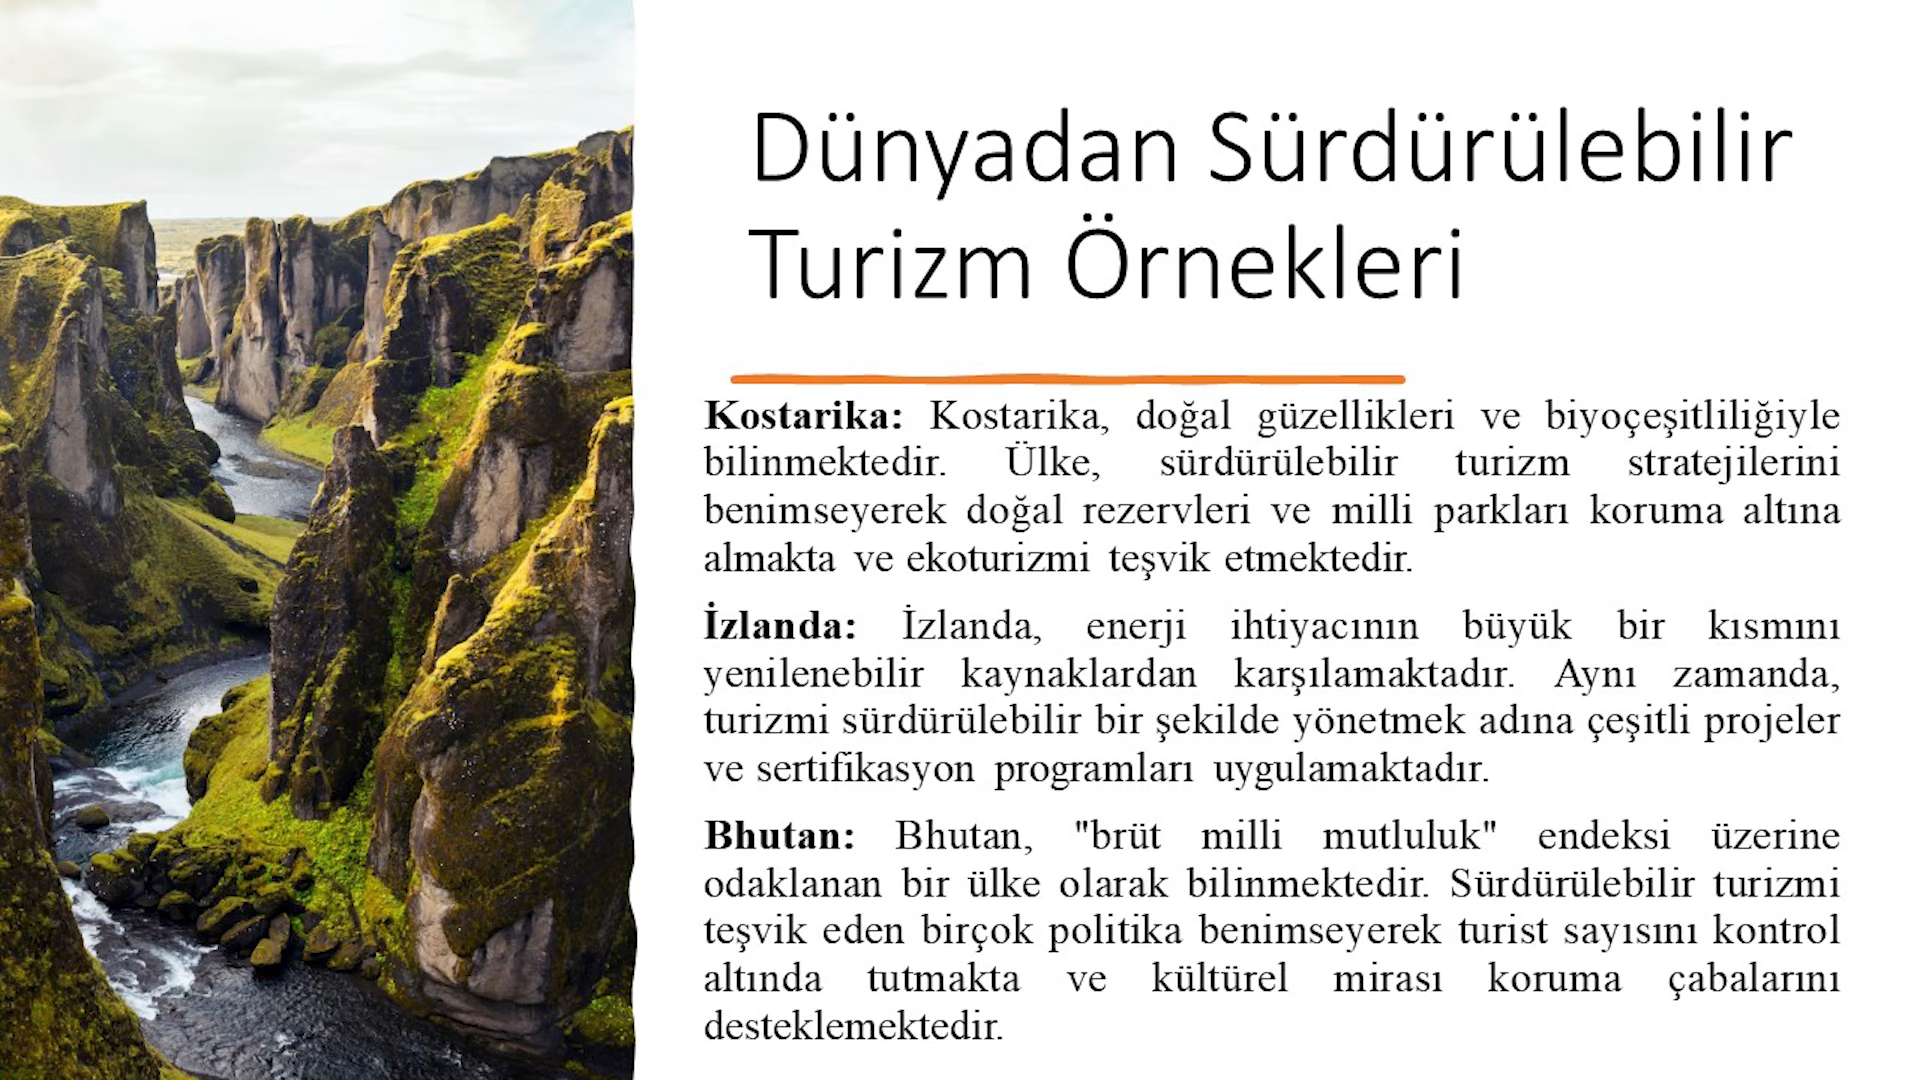 Dünyadan Sürdürülebilir
Turizm Örnekleri
Kostarika: Kostarika, doğal güzellikleri ve biyoçeşitliliğiyle
bilinmektedir. Ülke, sürdürülebilir turizm stratejilerini
benimseyerek doğal rezervleri ve milli parkları koruma altına
almakta ve ekoturizmi teşvik etmektedir.
İzlanda: İzlanda, enerji ihtiyacının büyük bir kısmını
yenilenebilir kaynaklardan karşılamaktadır. Aynı zamanda,
turizmi sürdürülebilir bir şekilde yönetmek adına çeşitli projeler
ve sertifikasyon programları uygulamaktadır.
Bhutan: Bhutan, "brüt milli mutluluk" endeksi üzerine
odaklanan bir ülke olarak bilinmektedir. Sürdürülebilir turizmi
teşvik eden birçok politika benimseyerek turist sayısını kontrol
altında tutmakta ve kültürel mirası koruma çabalarını
desteklemektedir.